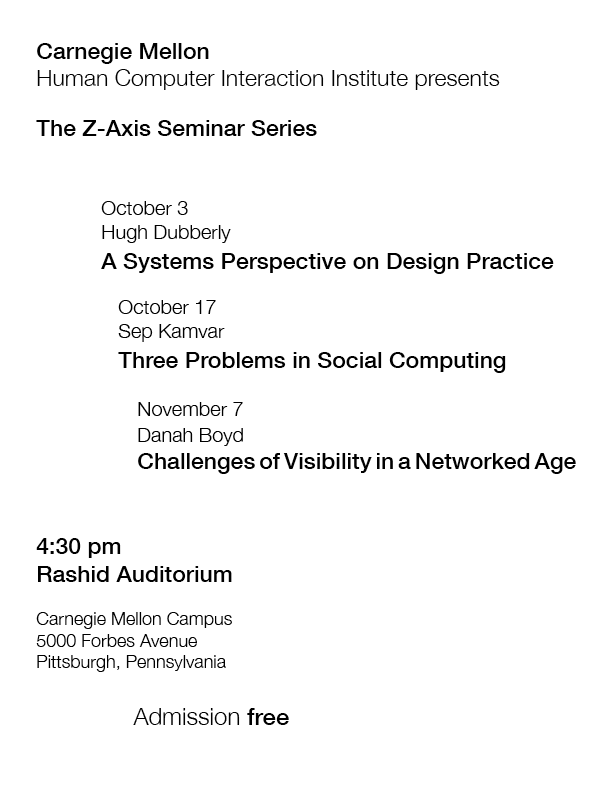 Carnegie Mellon
Human Computer Interaction Institute presents
The Z-Axis Seminar Series
October 3
Hugh Dubberly
A Systems Perspective on Design Practice
October 17
Sep Kamvar
Three Problems in Social Computing
November 7
Danah Boyd
Challenges of Visibility in a Networked Age
4:30 pm
Rashid Auditorium
Carnegie Mellon Campus
5000 Forbes Avenue
Pittsburgh, Pennsylvania
Admission free